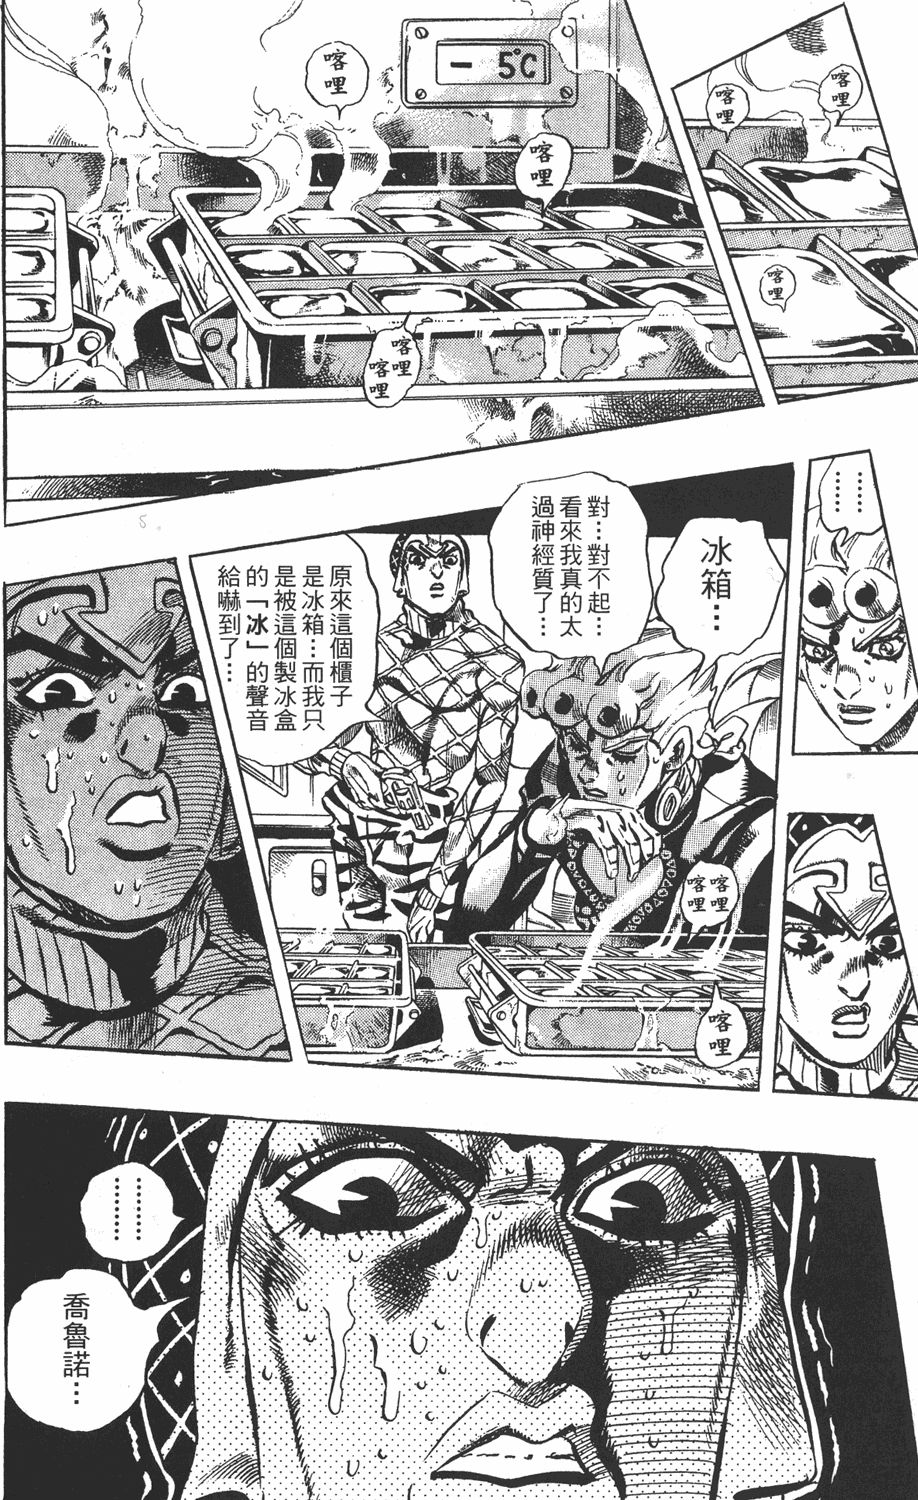 喀哩
喀哩
喀哩
- 5°C
喀哩
喀哩
喀哩
喀哩
……
冰箱…
對…對不起…
看來我真的太
過神經質了…
原來這個櫃子
是冰箱…而我只
是被這個製冰盒
的「冰」的聲音
給嚇到了…
喀哩
喀哩
喀哩
………
喬魯諾…